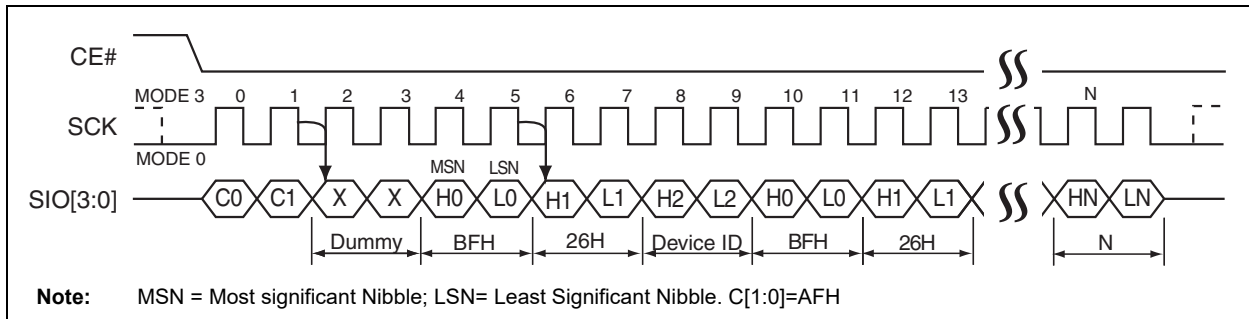 CE#
MODE 3 0 1 2 3 4 5 6 7 8 9 10 11 12 13 N
SCK
MODE 0
MSN LSN
SIO[3:0] C0 C1 X X H0 L0 H1 L1 H2 L2 H0 L0 H1 L1 HN LN
Dummy BFH 26H Device ID BFH 26H N
Note: MSN = Most significant Nibble; LSN= Least Significant Nibble. C[1:0]=AFH